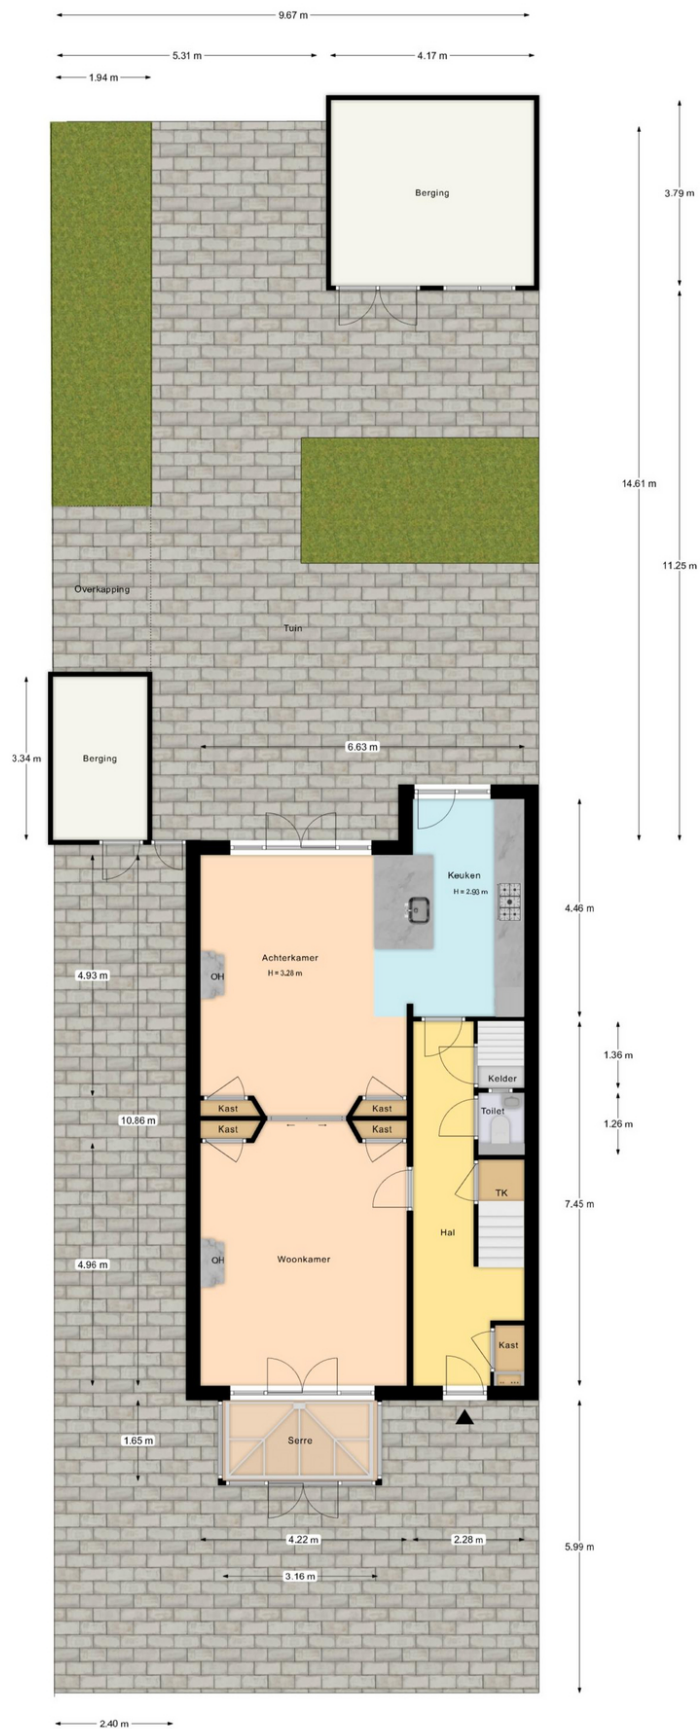 9.67 m
5.31 m
4.17 m
1.94 m
Berging
3.79 m
14.61 m
11.25 m
Overkapping
Tuin
6.63 m
3.34 m
Berging
Keuken
H = 2.93 m
4.46 m
Achterkamer
H = 3.28 m
OH
4.93 m
1.36 m
Kelder
Kast
Kast
Toilet
10.86 m
Kast
Kast
1.26 m
TK
7.45 m
Hal
OH
Woonkamer
4.96 m
Kast
1.65 m
Serre
4.22 m
2.28 m
5.99 m
3.16 m
2.40 m